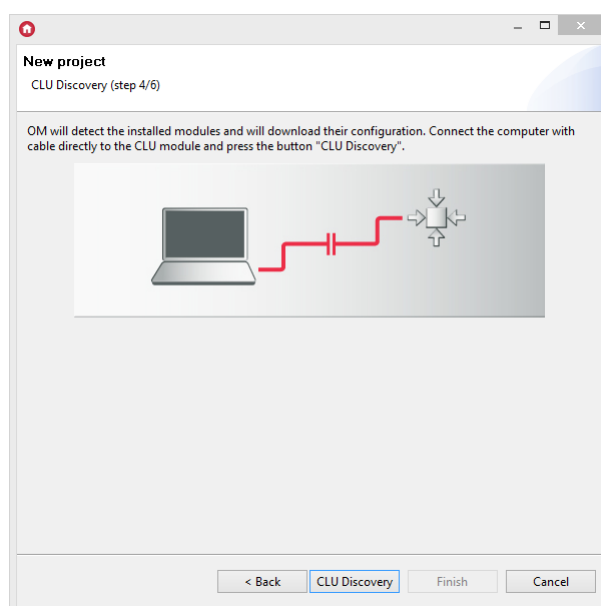 New project
CLU Discovery (step 4/6)
OM will detect the installed modules and will download their configuration. Connect the computer with
cable directly to the CLU module and press the button "CLU Discovery".
< Back
CLU Discovery
Finish
Cancel